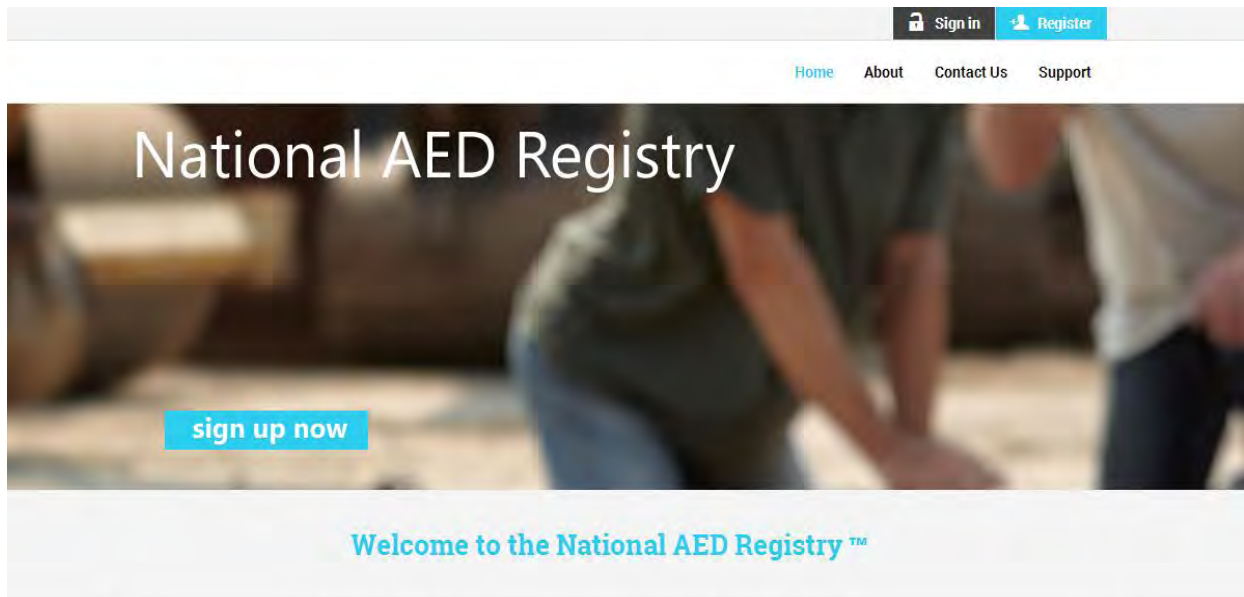 Sign in Register
Home About Contact Us Support
National AED Registry
sign up now
Welcome to the National AED Registry ™